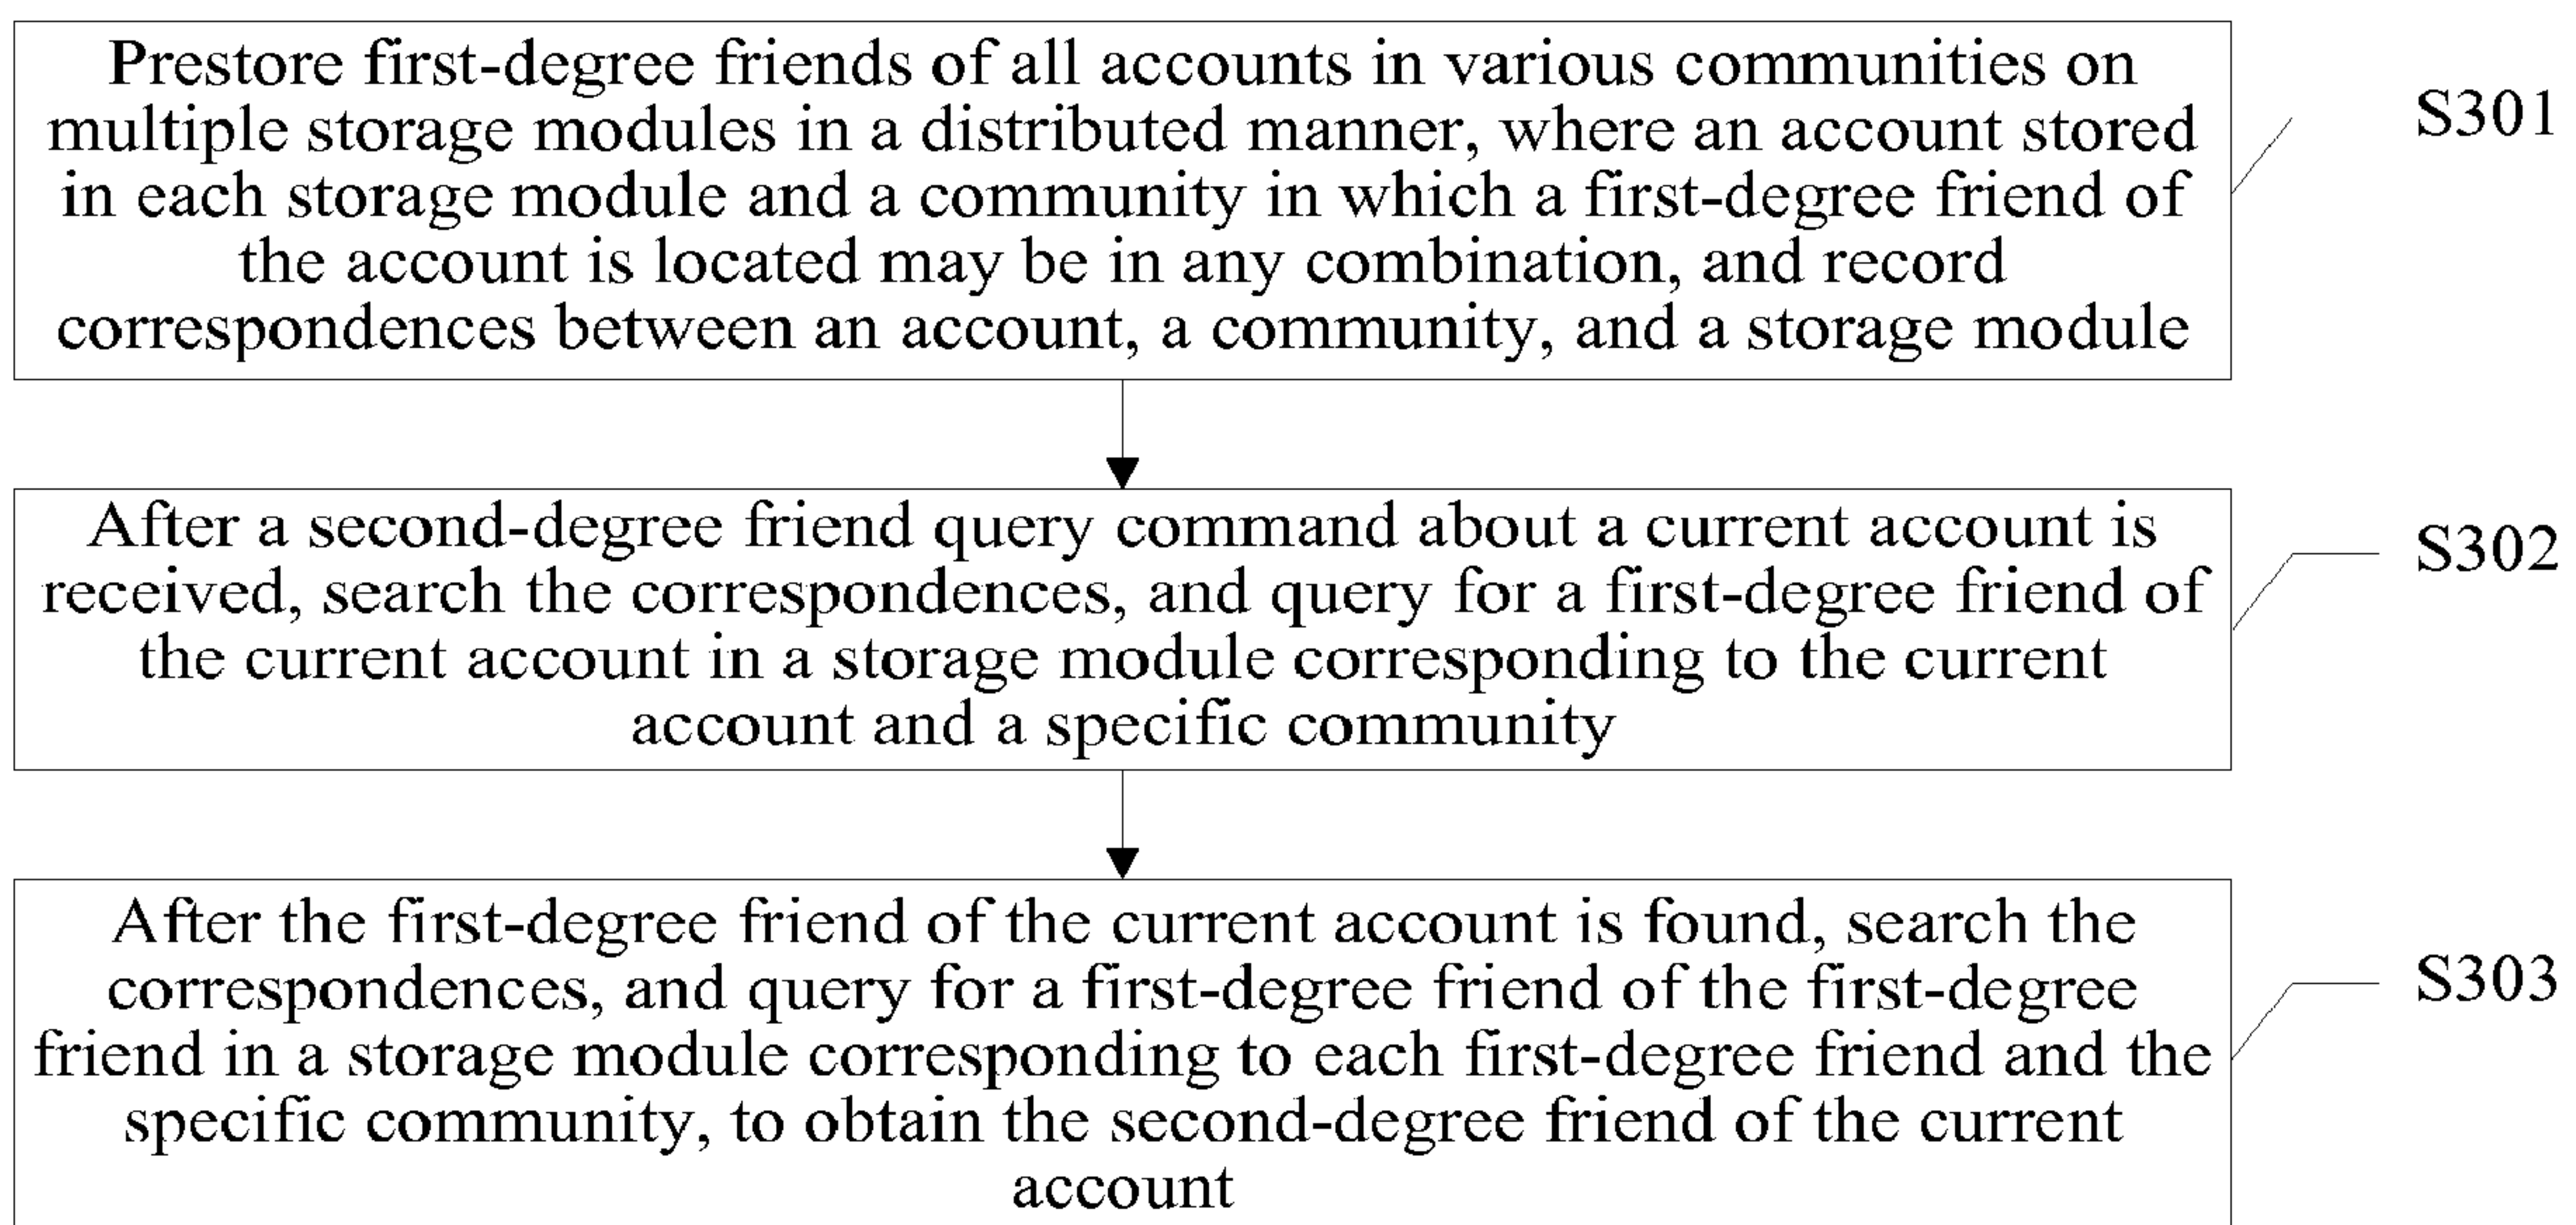 Prestore first-degree friends of all accounts in various communities on
multiple storage modules in a distributed manner, where an account stored
in each storage module and a community in which a first-degree friend of
the account is located may be in any combination, and record
correspondences between an account, a community, and a storage module
S301
After a second-degree friend query command about a current account is
received, search the correspondences, and query for a first-degree friend of
the current account in a storage module corresponding to the current
account and a specific community
S302
After the first-degree friend of the current account is found, search the
correspondences, and query for a first-degree friend of the first-degree
friend in a storage module corresponding to each first-degree friend and the
specific community, to obtain the second-degree friend of the current
account
S303